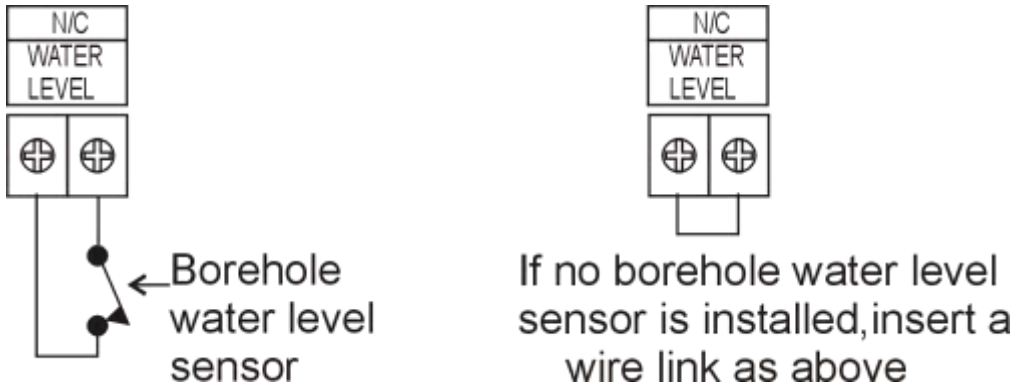 N/C
WATER
LEVEL
Borehole
water level
sensor
N/C
WATER
LEVEL
If no borehole water level
sensor is installed,insert a
wire link as above